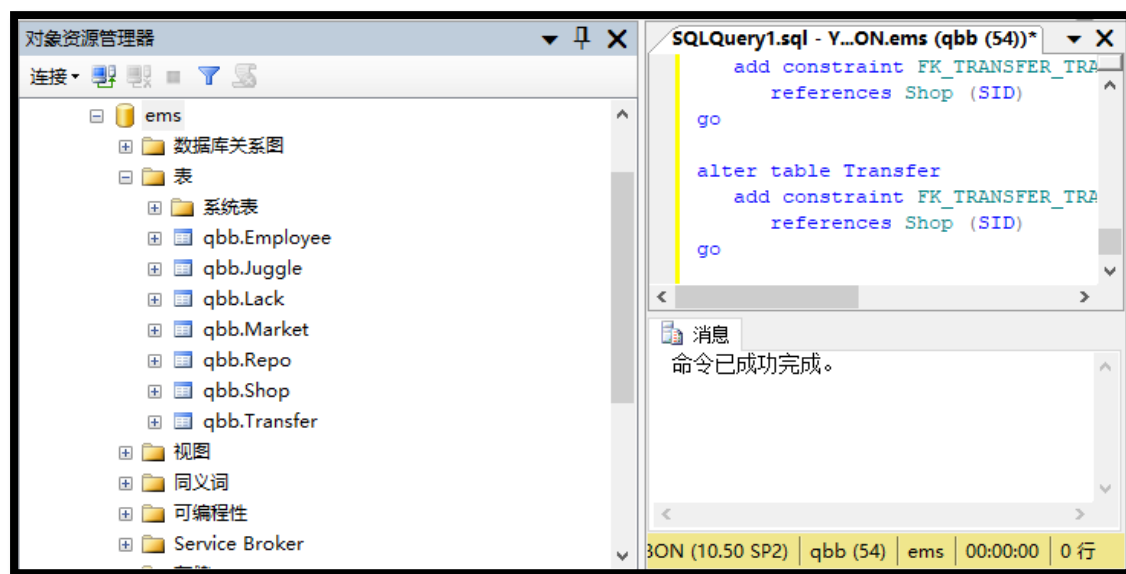 对象资源管理器
连接
ems
数据库关系图
表
系统表
qbb.Employee
qbb.Juggle
qbb.Lack
qbb.Market
qbb.Repo
qbb.Shop
qbb.Transfer
视图
同义词
可编程性
Service Broker
SQLQuery1.sql - Y...ON.ems (qbb (54))*
add constraint FK_TRANSFER_TRA
references Shop (SID)
go
alter table Transfer
add constraint FK_TRANSFER_TRA
references Shop (SID)
go
消息
命令已成功完成。
BON (10.50 SP2) qbb (54) ems 00:00:00 0 行